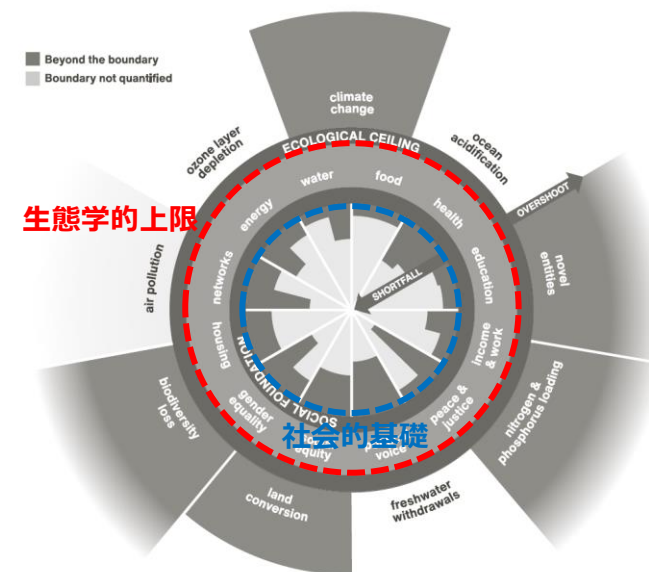 Beyond the boundary
Boundary not quantified
climate
change
ozone layer
depletion
ECOLOGICAL CEILING
ocean
acidification
water
food
energy
health
OVERSHOOT
生態学的上限
networks
education
SHORTFALL
novel
entities
air pollution
housing
income
& work
SOCIAL FOUNDATION
gender
equality
peace &
justice
社会的基礎
equity
voice
biodiversity
loss
nitrogen &
phosphorus loading
land
conversion
freshwater
withdrawals